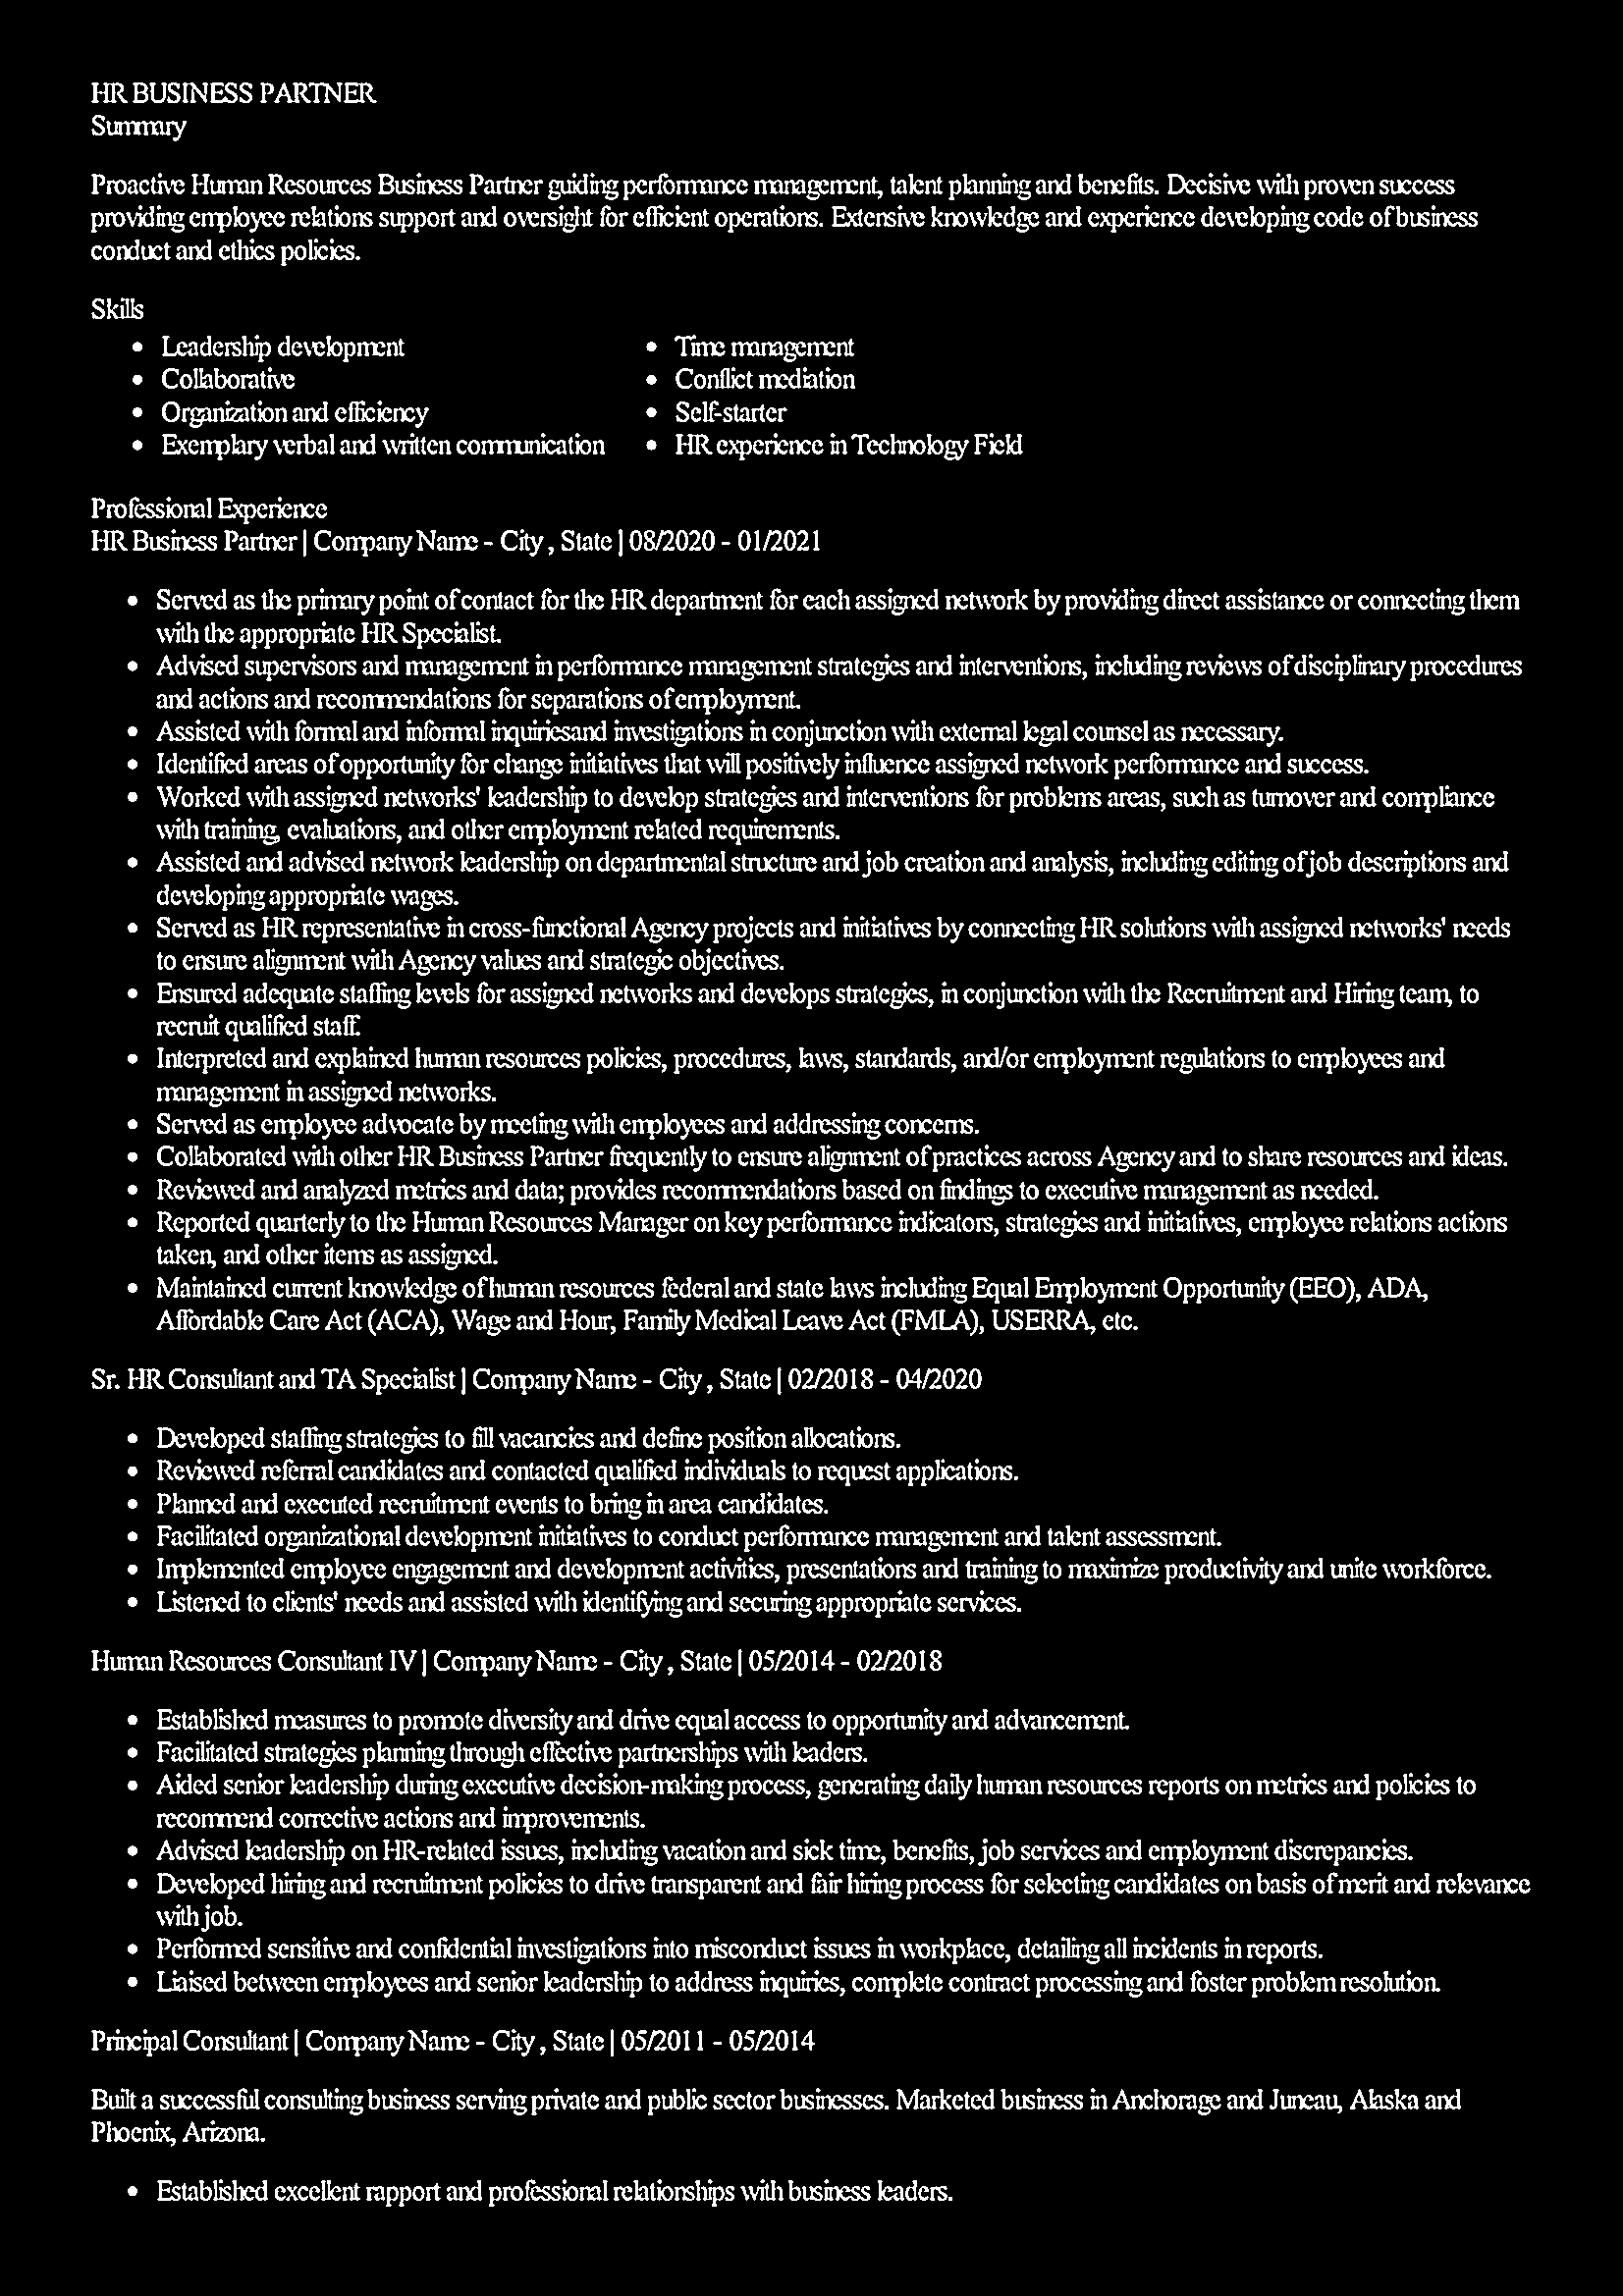 HR BUSINESS PARTNER
Summary
Proactive Human Resources Business Partner guiding performance management, talent planning and benefits. Decisive with proven success
providing employee relations support and oversight for efficient operations. Extensive knowledge and experience developing code of business
conduct and ethics policies.
Skills
• Leadership development
• Collaborative
• Organization and efficiency
• Exemplary verbal and written communication
• Time management
• Conflict mediation
• Self-starter
• HR experience in Technology Field
Professional Experience
HR Business Partner | Company Name - City , State | 08/2020 - 01/2021
• Served as the primary point of contact for the HR department for each assigned network by providing direct assistance or connecting them
with the appropriate HR Specialist.
• Advised supervisors and management in performance management strategies and interventions, including reviews of disciplinary procedures
and actions and recommendations for separations of employment.
• Assisted with formal and informal inquiriesand investigations in conjunction with external legal counsel as necessary.
• Identified areas of opportunity for change initiatives that will positively influence assigned network performance and success.
• Worked with assigned networks' leadership to develop strategies and interventions for problems areas, such as turnover and compliance
with training, evaluations, and other employment related requirements.
• Assisted and advised network leadership on departmental structure and job creation and analysis, including editing of job descriptions and
developing appropriate wages.
• Served as HR representative in cross-functional Agency projects and initiatives by connecting HR solutions with assigned networks' needs
to ensure alignment with Agency values and strategic objectives.
• Ensured adequate staffing levels for assigned networks and develops strategies, in conjunction with the Recruitment and Hiring team, to
recruit qualified staff.
• Interpreted and explained human resources policies, procedures, laws, standards, and/or employment regulations to employees and
management in assigned networks.
• Served as employee advocate by meeting with employees and addressing concerns.
• Collaborated with other HR Business Partner frequently to ensure alignment of practices across Agency and to share resources and ideas.
• Reviewed and analyzed metrics and data; provides recommendations based on findings to executive management as needed.
• Reported quarterly to the Human Resources Manager on key performance indicators, strategies and initiatives, employee relations actions
taken, and other items as assigned.
• Maintained current knowledge of human resources federal and state laws including Equal Employment Opportunity (EEO), ADA,
Affordable Care Act (ACA), Wage and Hour, Family Medical Leave Act (FMLA), USERRA, etc.
Sr. HR Consultant and TA Specialist | Company Name - City , State | 02/2018 - 04/2020
• Developed staffing strategies to fill vacancies and define position allocations.
• Reviewed referral candidates and contacted qualified individuals to request applications.
• Planned and executed recruitment events to bring in area candidates.
• Facilitated organizational development initiatives to conduct performance management and talent assessment.
• Implemented employee engagement and development activities, presentations and training to maximize productivity and unite workforce.
• Listened to clients' needs and assisted with identifying and securing appropriate services.
Human Resources Consultant IV | Company Name - City , State | 05/2014 - 02/2018
• Established measures to promote diversity and drive equal access to opportunity and advancement.
• Facilitated strategies planning through effective partnerships with leaders.
• Aided senior leadership during executive decision-making process, generating daily human resources reports on metrics and policies to
recommend corrective actions and improvements.
• Advised leadership on HR-related issues, including vacation and sick time, benefits, job services and employment discrepancies.
• Developed hiring and recruitment policies to drive transparent and fair hiring process for selecting candidates on basis of merit and relevance
with job.
• Performed sensitive and confidential investigations into misconduct issues in workplace, detailing all incidents in reports.
• Liaised between employees and senior leadership to address inquiries, complete contract processing and foster problem resolution.
Principal Consultant | Company Name - City , State | 05/2011 - 05/2014
Built a successful consulting business serving private and public sector businesses. Marketed business in Anchorage and Juneau, Alaska and
Phoenix, Arizona.
• Established excellent rapport and professional relationships with business leaders.